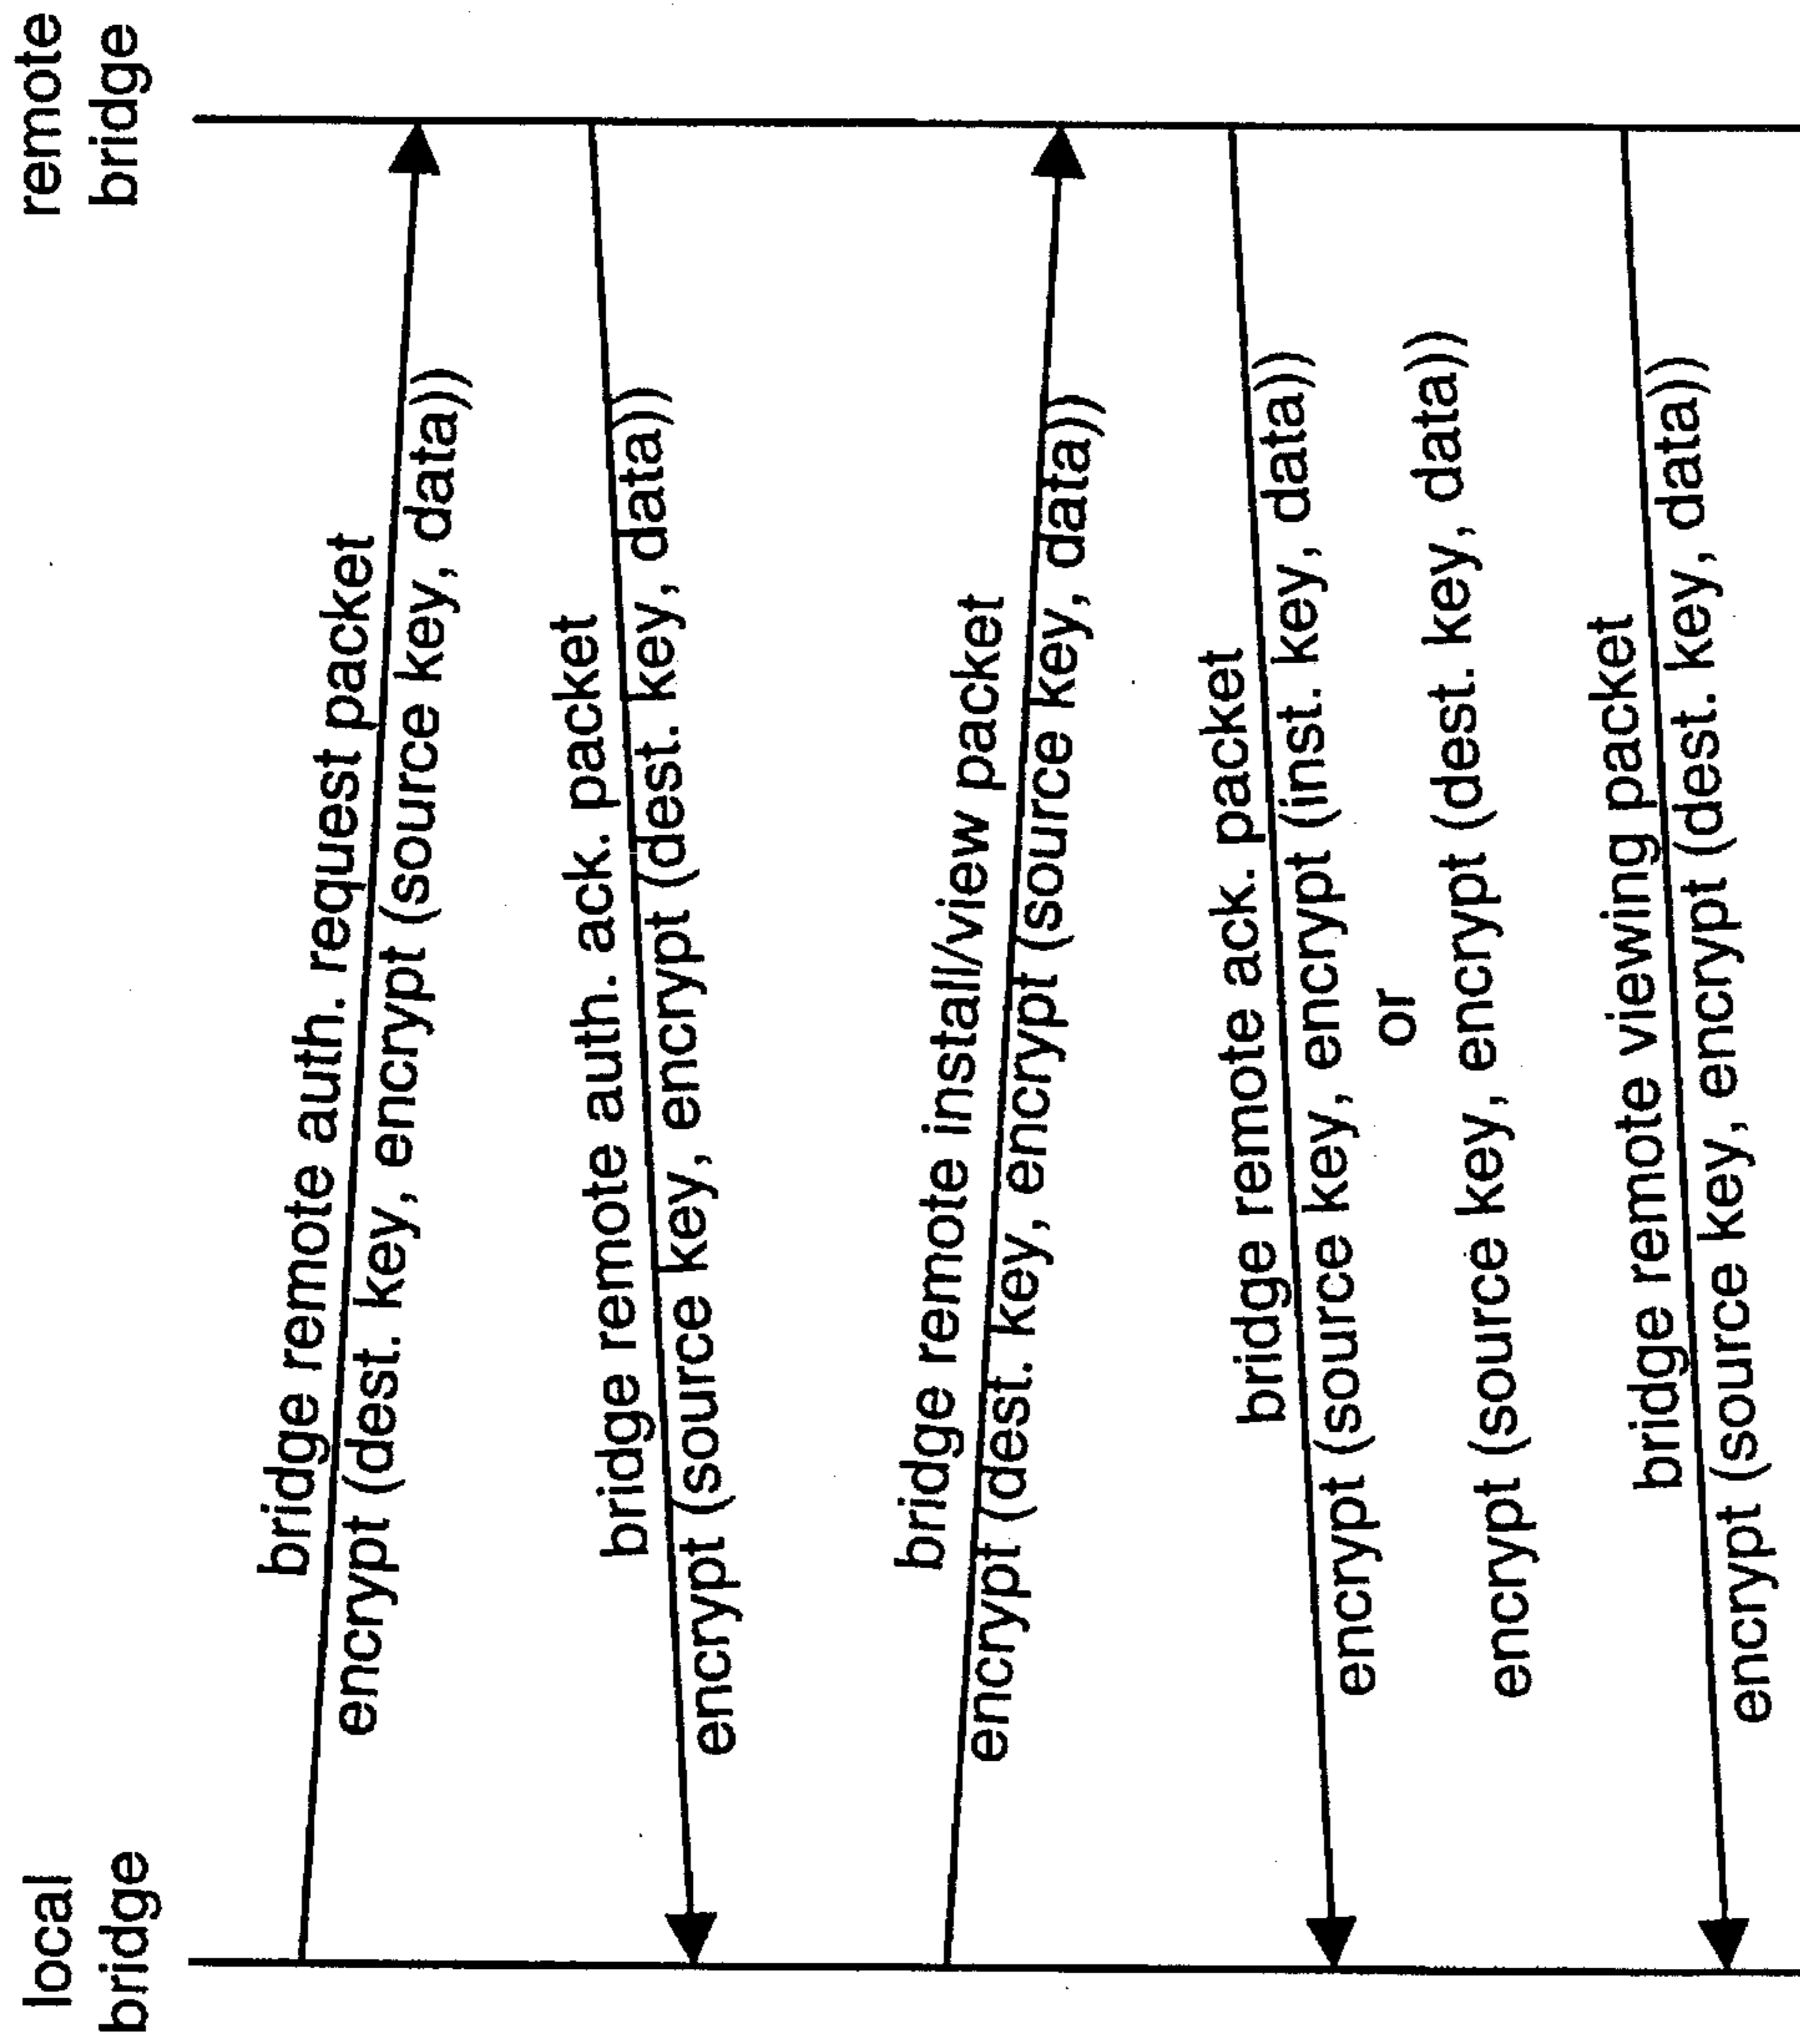 local
bridge
remote
bridge
bridge remote auth. request packet
encrypt (dest. key, encrypt (source key, data))
bridge remote auth. ack. packet
encrypt (source key, encrypt (dest. key, data))
bridge remote install/view packet
encrypt (dest. key, encrypt (source key, data))
bridge remote ack. packet
encrypt (source key, encrypt (inst. key, data))
or
encrypt (source key, encrypt (dest. key, data))
bridge remote viewing packet
encrypt (source key, encrypt (dest. key, data))